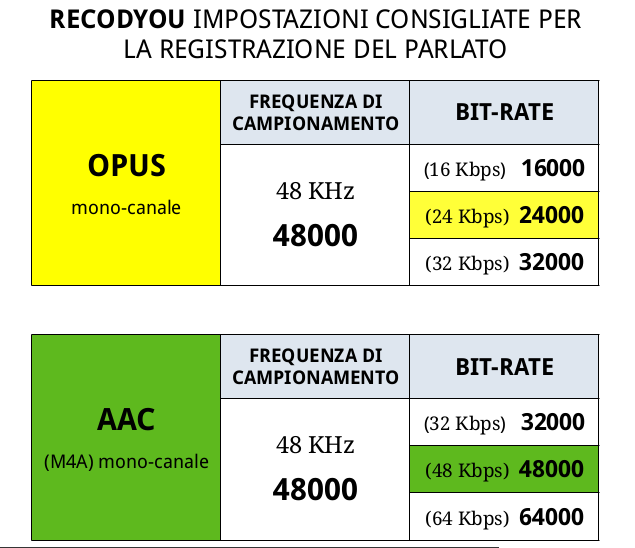 RECODYOU IMPOSTAZIONI CONSIGLIATE PER
LA REGISTRAZIONE DEL PARLATO
OPUS
mono-canale
FREQUENZA DI
CAMPIONAMENTO
48 KHz
48000
BIT-RATE
(16 Kbps) 16000
(24 Kbps) 24000
(32 Kbps) 32000
AAC
(M4A) mono-canale
FREQUENZA DI
CAMPIONAMENTO
48 KHz
48000
BIT-RATE
(32 Kbps) 32000
(48 Kbps) 48000
(64 Kbps) 64000